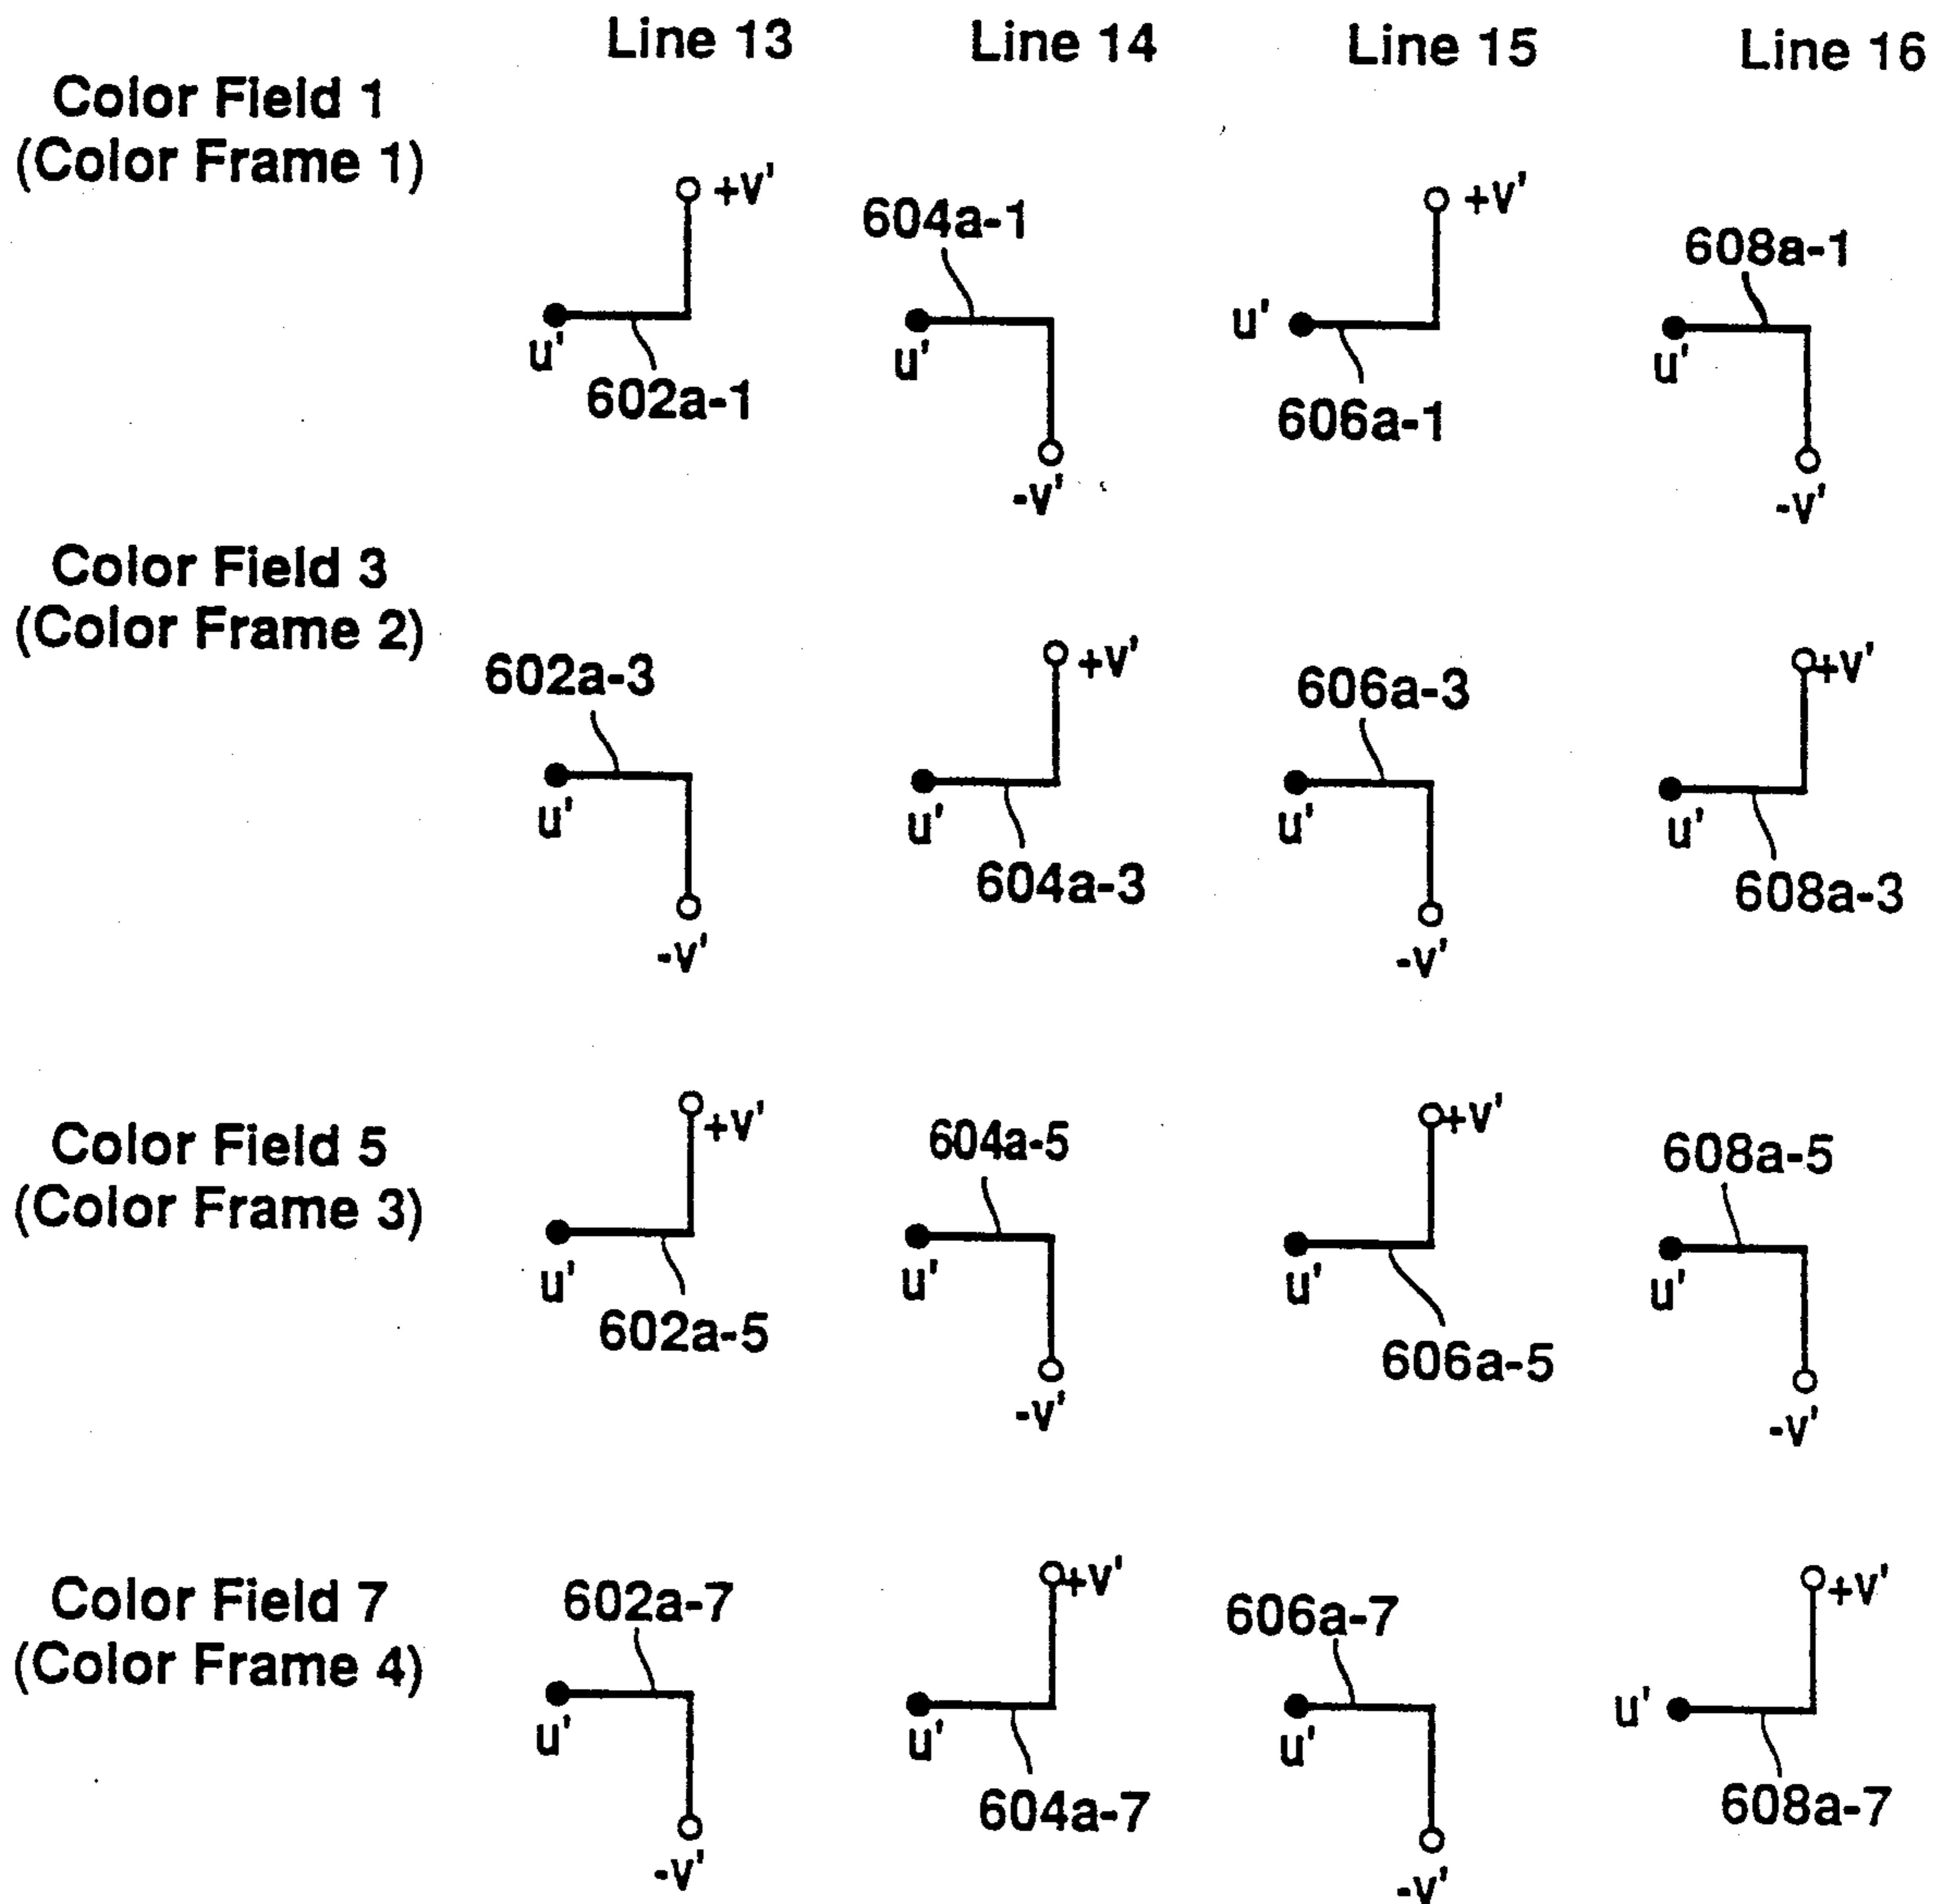 Line 13 Line 14 Line 15 Line 16
Color Field 1
(Color Frame 1)
+v' 604a-1 +v' 608a-1
u' u' u' u'
602a-1 606a-1
-v' -v'
Color Field 3
(Color Frame 2)
602a-3 +v' 606a-3 +v'
u' u' u' u'
604a-3 608a-3
-v' -v'
Color Field 5
(Color Frame 3)
+v' 604a-5 +v' 608a-5
u' u' u' u'
602a-5 606a-5
-v' -v'
Color Field 7
(Color Frame 4)
602a-7 +v' 606a-7 +v'
u' u' u' u'
604a-7 608a-7
-v' -v'